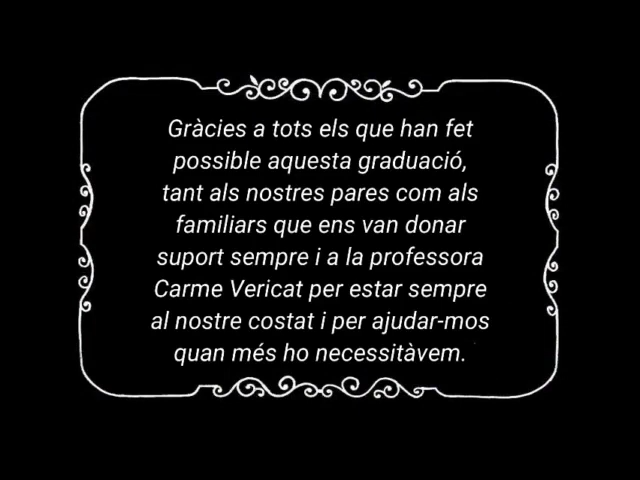 Gràcies a tots els que han fet
possible aquesta graduació,
tant als nostres pares com als
familiars que ens van donar
suport sempre i a la professora
Carme Vericat per estar sempre
al nostre costat i per ajudar-mos
quan més ho necessitàvem.